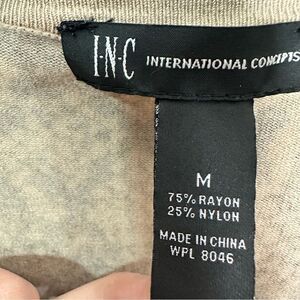 I·N·C INTERNATIONAL CONCEPTS
M
75% RAYON
25% NYLON
MADE IN CHINA
WPL 8046